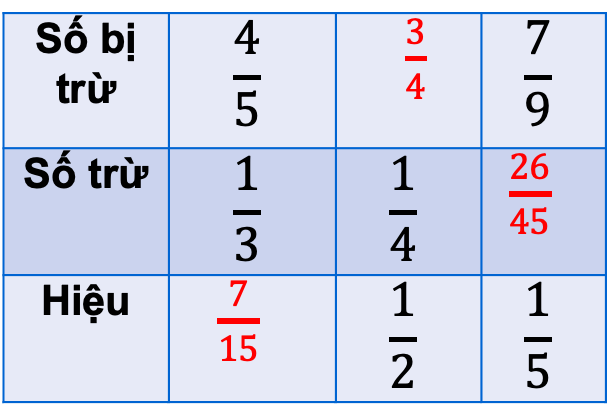 Số bị trừ 4/5 3/4 7/9
Số trừ 1/3 1/4 26/45
Hiệu 7/15 1/2 1/5